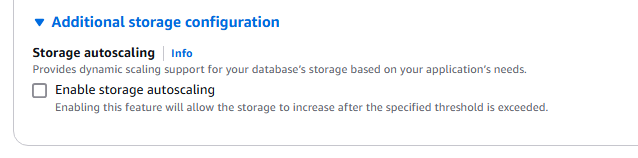 Additional storage configuration
Storage autoscaling Info
Provides dynamic scaling support for your database's storage based on your application's needs.
Enable storage autoscaling
Enabling this feature will allow the storage to increase after the specified threshold is exceeded.